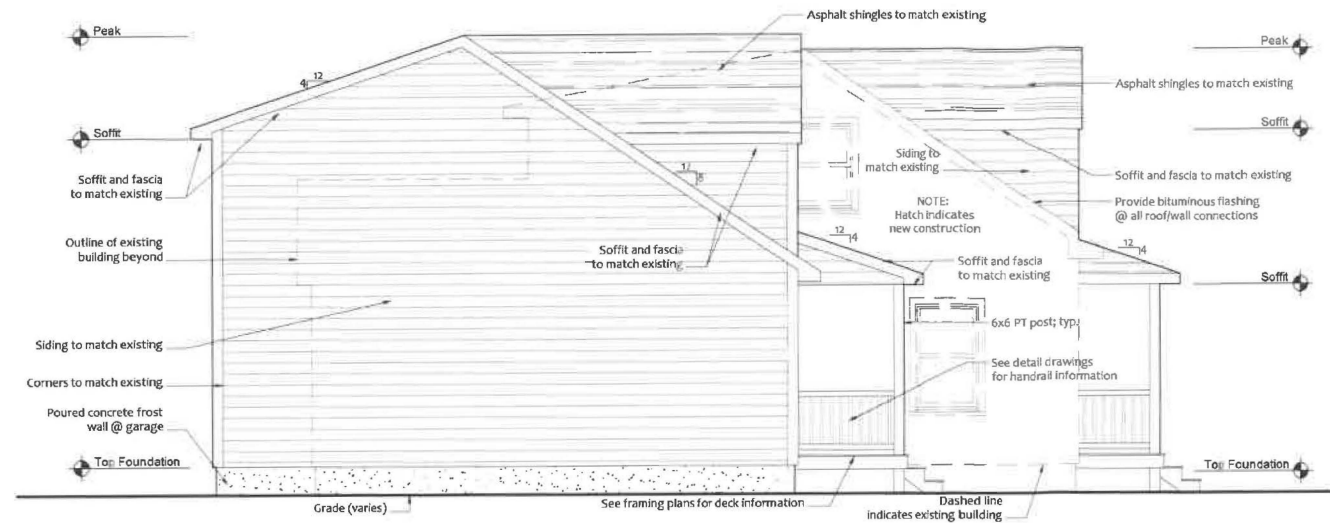 Asphalt shingles to match existing
Peak
Peak
12
4
Asphalt shingles to match existing
Soffit
Soffit
Siding to
match existing
Soffit and fascia
to match existing
12
8
Soffit and fascia to match existing
NOTE:
Hatch indicates
new construction
Provide bituminous flashing
@ all roof/wall connections
Outline of existing
building beyond
12
4
12
4
Soffit and fascia
to match existing
Soffit and fascia
to match existing
Soffit
6x6 PT post; typ.
Siding to match existing
See detail drawings
for handrail information
Corners to match existing
Poured concrete frost
wall @ garage
Top Foundation
Top Foundation
Grade (varies)
See framing plans for deck information
Dashed line
indicates existing building